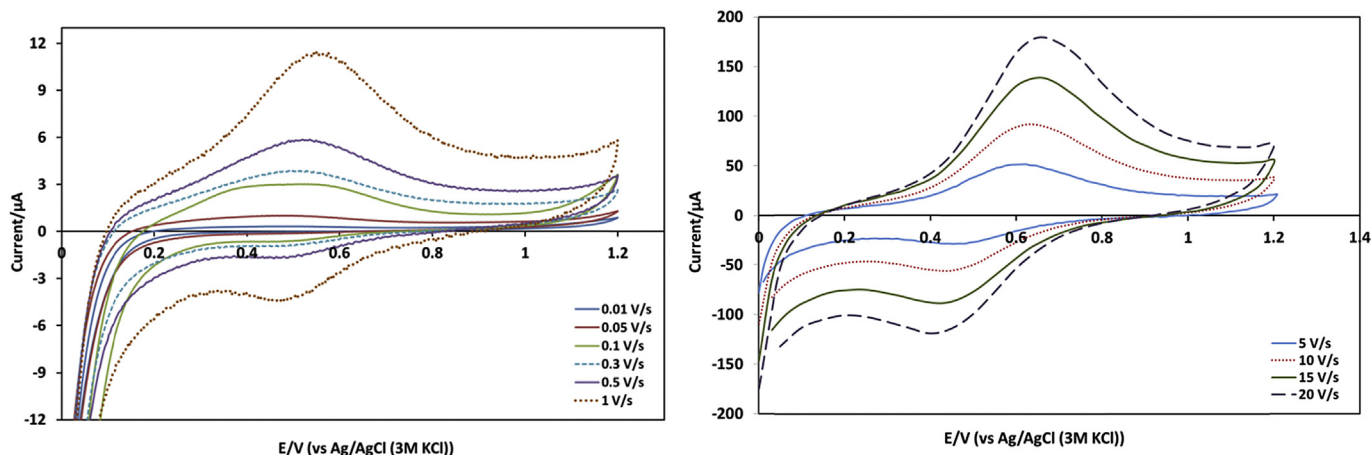 12
9
6
3
0
-3
-6
-9
-12
0
0.2
0.4
0.6
0.8
1
1.2
Current/µA
E/V (vs Ag/AgCl (3M KCl))
0.01 V/s
0.05 V/s
0.1 V/s
0.3 V/s
0.5 V/s
1 V/s
200
150
100
50
0
-50
-100
-150
-200
0
0.2
0.4
0.6
0.8
1
1.2
1.4
Current/µA
E/V (vs Ag/AgCl (3M KCl))
5 V/s
10 V/s
15 V/s
20 V/s